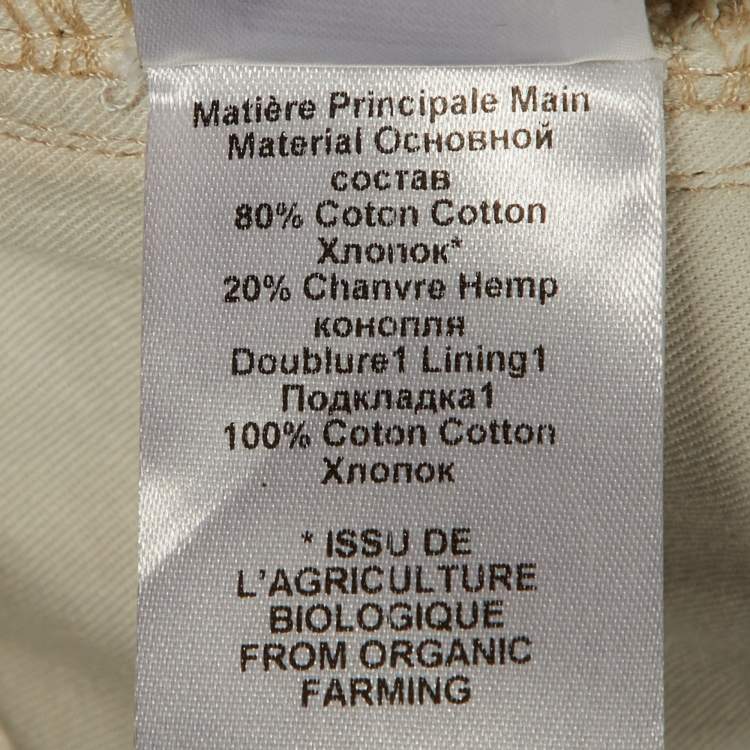 Matière Principale Main
Material Основной
состав
80% Coton Cotton
Хлопок*
20% Chanvre Hemp
конопля
Doublure1 Lining1
Подкладка1
100% Coton Cotton
Хлопок
* ISSU DE
L'AGRICULTURE
BIOLOGIQUE
FROM ORGANIC
FARMING